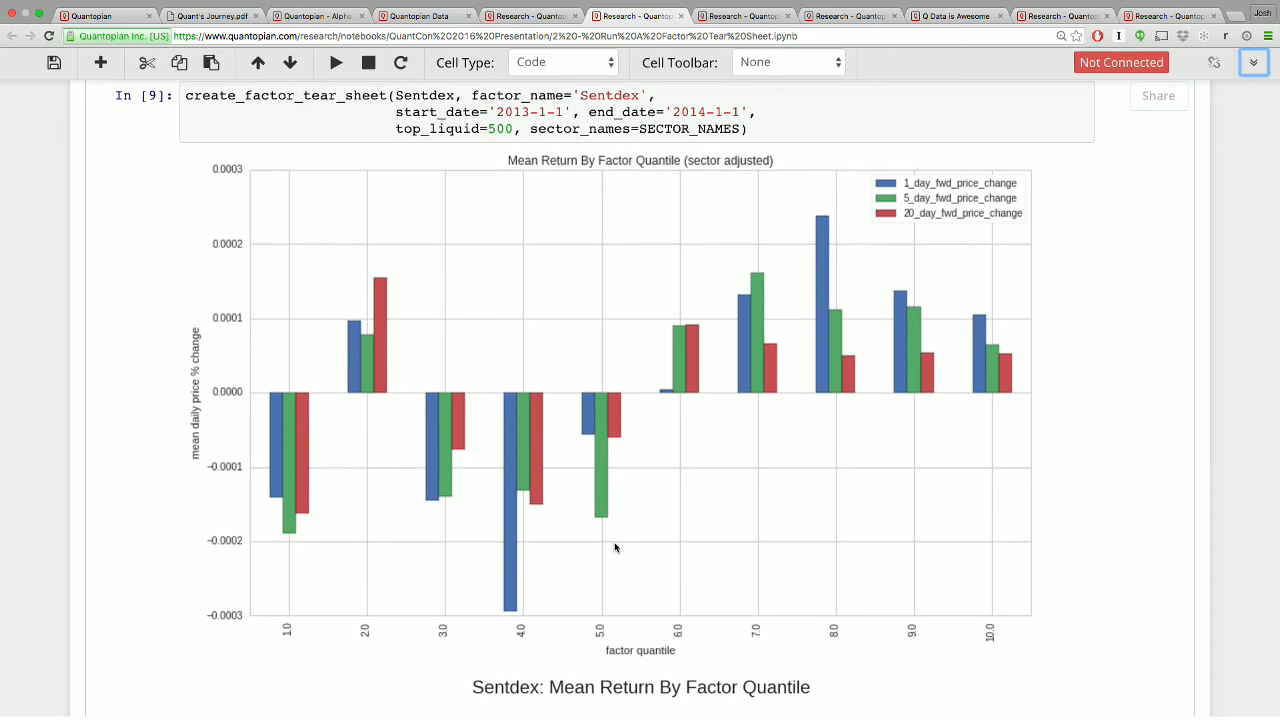 Quantopian
Quant's Journey.pdf
Quantopian - Alpha
Quantopian Data
Research - Quantop
Research - Quantop
Research - Quantop
Research - Quantop
Q Data is Awesome
Research - Quantop
Research - Quantop
Josh
Quantopian Inc. [US] https://www.quantopian.com/research/notebooks/QuantCon%202016%20Presentation/2%20-%20Run%20A%20Factor%20Tear%20Sheet.ipynb
Cell Type: Code Cell Toolbar: None Not Connected
In [9]: create_factor_tear_sheet(Sentdex, factor_name='Sentdex', Share
start_date='2013-1-1', end_date='2014-1-1',
top_liquid=500, sector_names=SECTOR_NAMES)
Mean Return By Factor Quantile (sector adjusted)
1_day_fwd_price_change
5_day_fwd_price_change
20_day_fwd_price_change
0.0003
0.0002
0.0001
0.0000
−0.0001
−0.0002
−0.0003
mean daily price % change
1.0 2.0 3.0 4.0 5.0 6.0 7.0 8.0 9.0 10.0
factor quantile
Sentdex: Mean Return By Factor Quantile